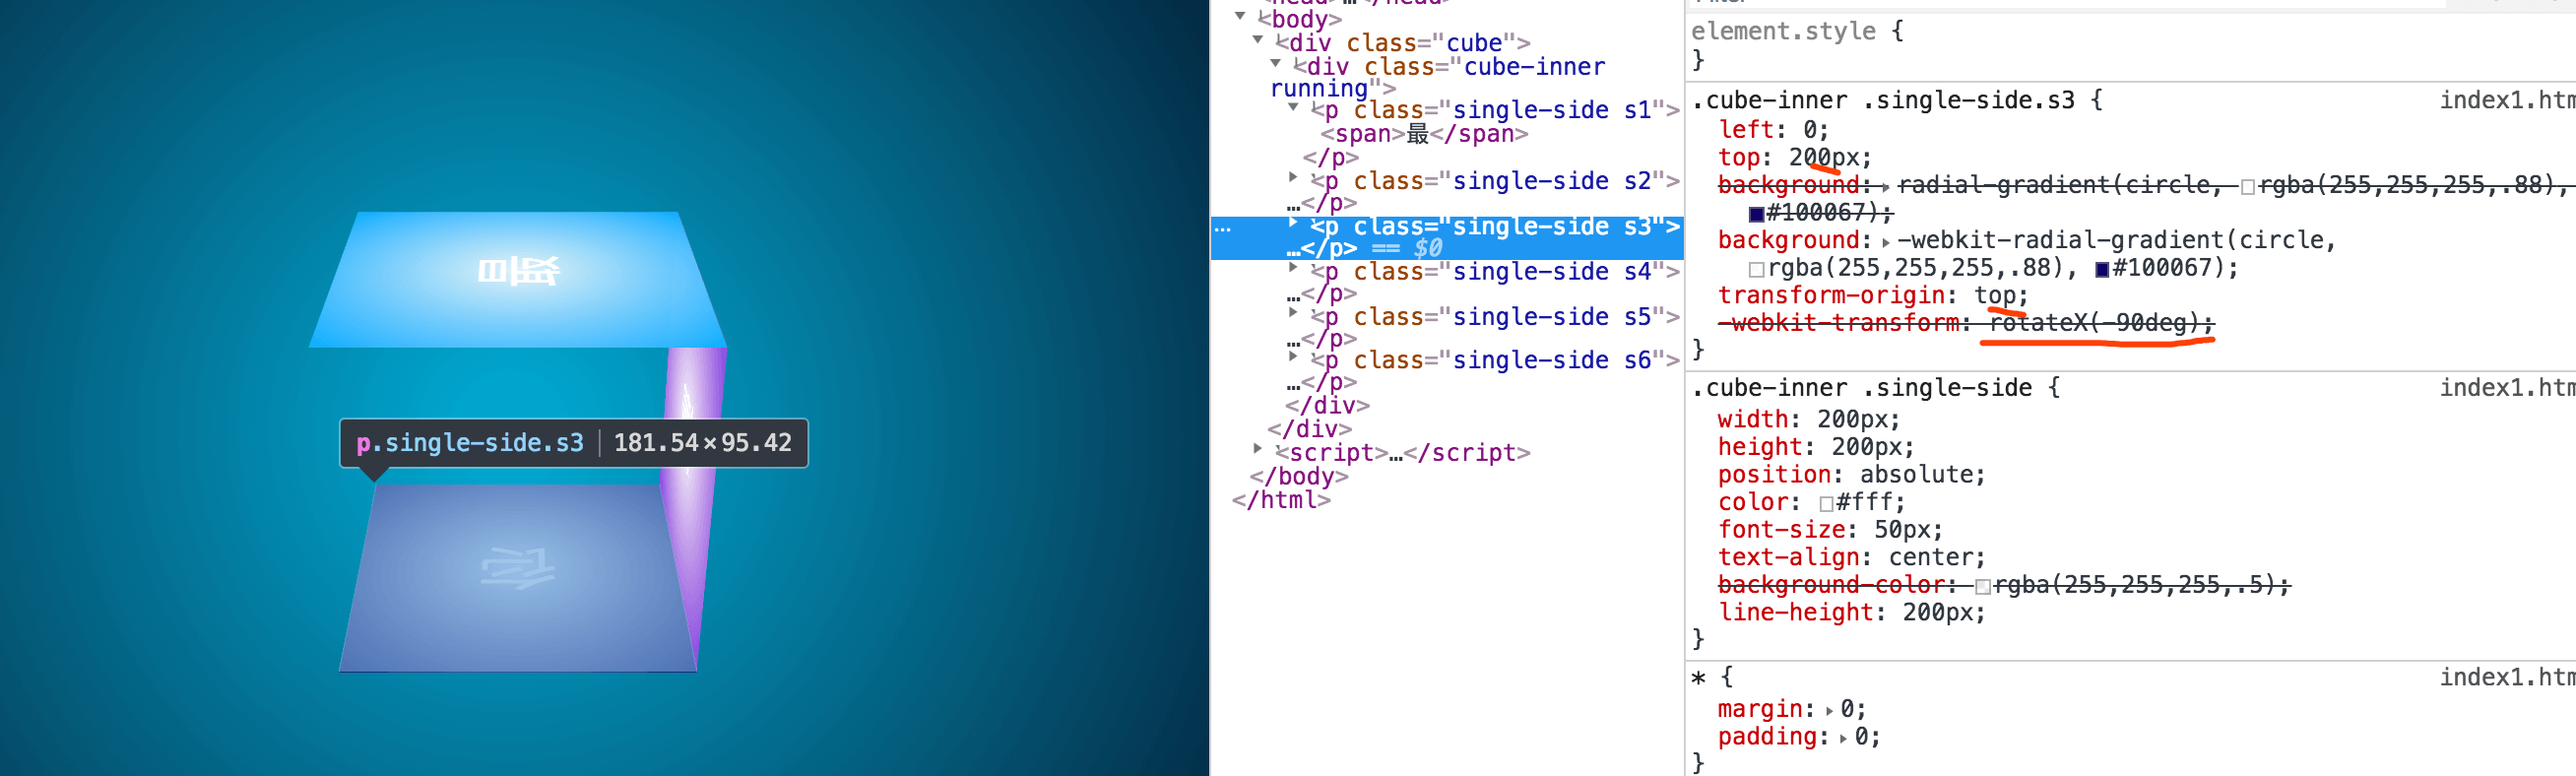 最
p.single-side.s3 181.54×95.42
<body>
<div class="cube">
<div class="cube-inner
running">
<p class="single-side s1">
<span>最</span>
</p>
<p class="single-side s2">
…</p>
<p class="single-side s3">
…</p> == $0
<p class="single-side s4">
…</p>
<p class="single-side s5">
…</p>
<p class="single-side s6">
…</p>
</div>
</div>
<script>…</script>
</body>
</html>
element.style {
}
.cube-inner .single-side.s3 { index1.htm
left: 0;
top: 200px;
background: radial-gradient(circle, rgba(255,255,255,.88),
#100067);
background: -webkit-radial-gradient(circle,
rgba(255,255,255,.88), #100067);
transform-origin: top;
-webkit-transform: rotateX(-90deg);
}
.cube-inner .single-side { index1.htm
width: 200px;
height: 200px;
position: absolute;
color: #fff;
font-size: 50px;
text-align: center;
background-color: rgba(255,255,255,.5);
line-height: 200px;
}
* { index1.htm
margin: 0;
padding: 0;
}